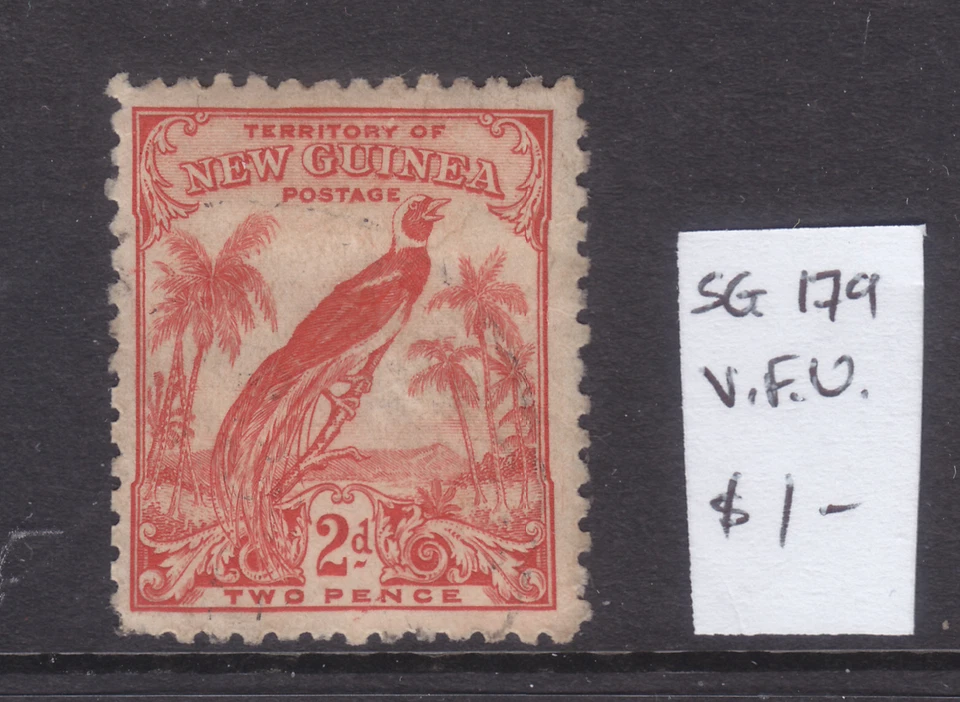 TERRITORY OF
NEW GUINEA
POSTAGE
2d.
TWO PENCE
SG 179
V.F.U.
$1-